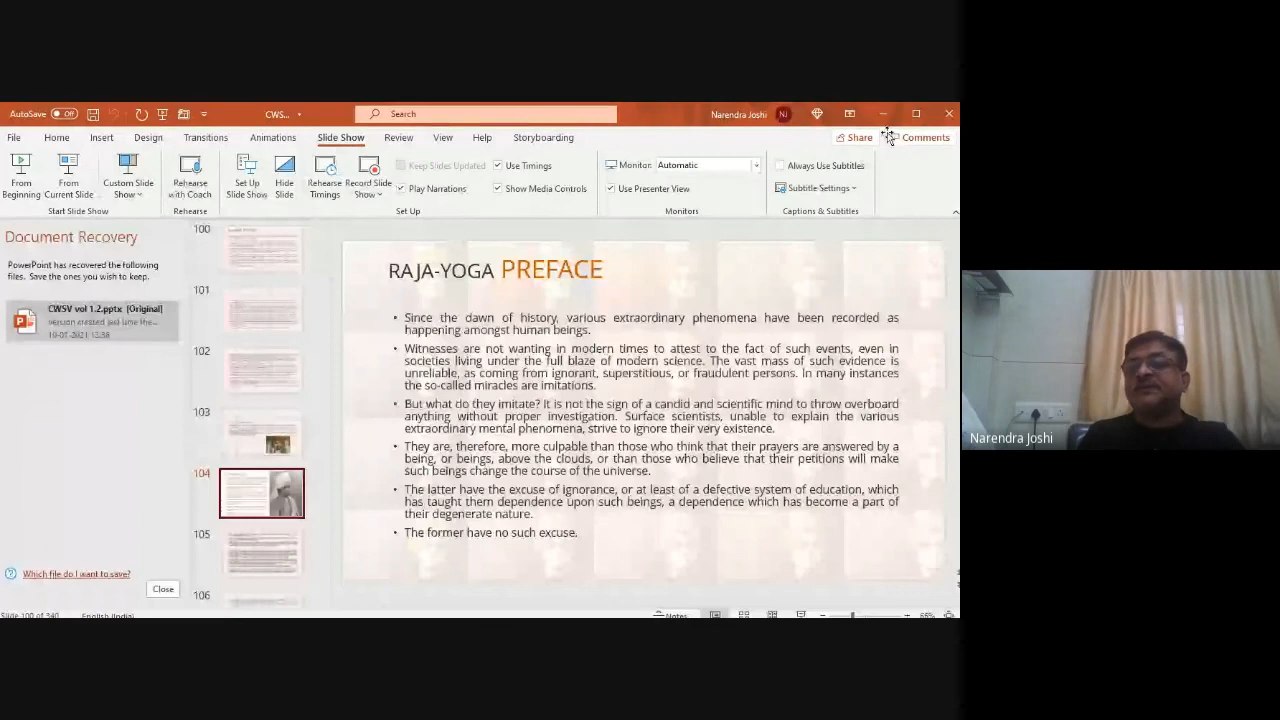 AutoSave Off CWS... Search Narendra Joshi NJ
File Home Insert Design Transitions Animations Slide Show Review View Help Storyboarding Share Comments
Keep Slides Updated Use Timings Monitor: Automatic Always Use Subtitles
From Beginning From Current Slide Custom Slide Show Rehearse with Coach Set Up Slide Show Hide Slide Rehearse Timings Record Slide Show Play Narrations Show Media Controls Use Presenter View Subtitle Settings
Start Slide Show Rehearse Set Up Monitors Captions & Subtitles
Document Recovery
PowerPoint has recovered the following
files. Save the ones you wish to keep.
CWSV vol 1.2.pptx [Original]
Which file do I want to save?
Close
100
101
102
103
104
105
106
RAJA-YOGA PREFACE
• Since the dawn of history, various extraordinary phenomena have been recorded as
happening amongst human beings.
• Witnesses are not wanting in modern times to attest to the fact of such events, even in
societies living under the full blaze of modern science. The vast mass of such evidence is
unreliable, as coming from ignorant, superstitious, or fraudulent persons. In many instances
the so-called miracles are imitations.
• But what do they imitate? It is not the sign of a candid and scientific mind to throw overboard
anything without proper investigation. Surface scientists, unable to explain the various
extraordinary mental phenomena, strive to ignore their very existence.
• They are, therefore, more culpable than those who think that their prayers are answered by a
being, or beings, above the clouds, or than those who believe that their petitions will make
such beings change the course of the universe.
• The latter have the excuse of ignorance, or at least of a defective system of education, which
has taught them dependence upon such beings, a dependence which has become a part of
their degenerate nature.
• The former have no such excuse.
Slide 100 of 340 English (India) Notes 66%
Narendra Joshi